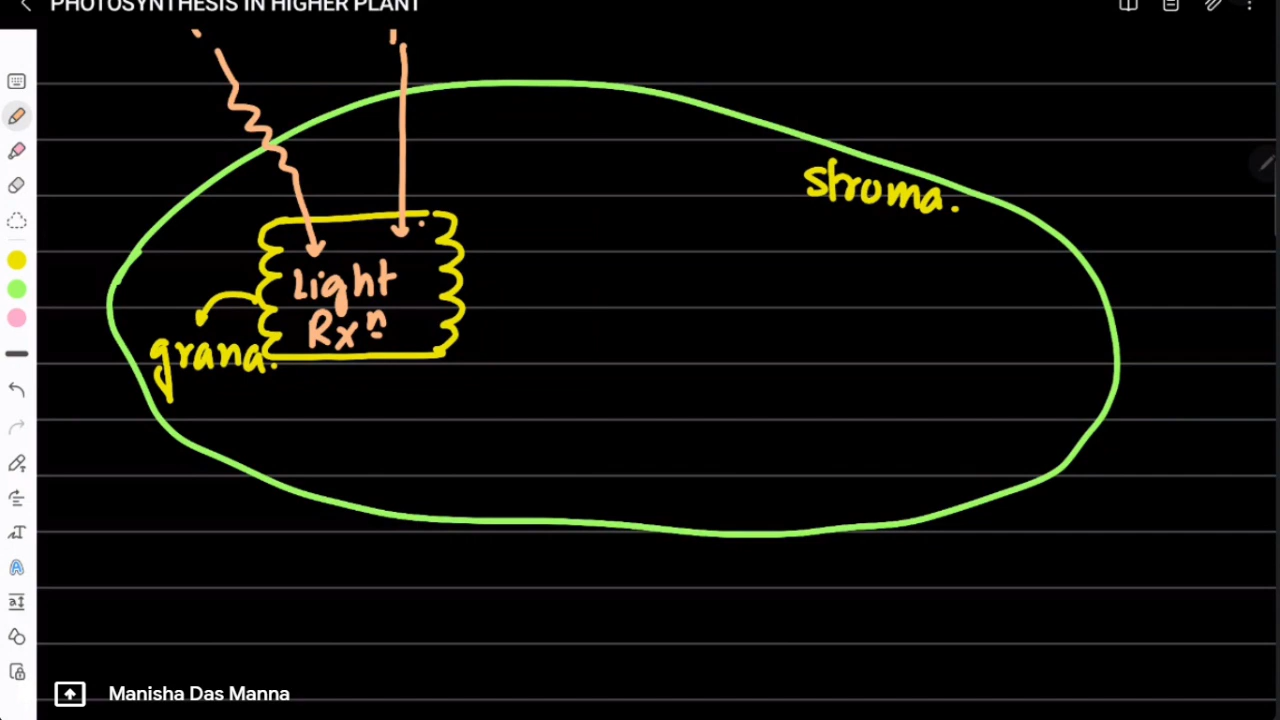 PHOTOSYNTHESIS IN HIGHER PLANT
stroma.
Light
Rxⁿ
grana.
Manisha Das Manna